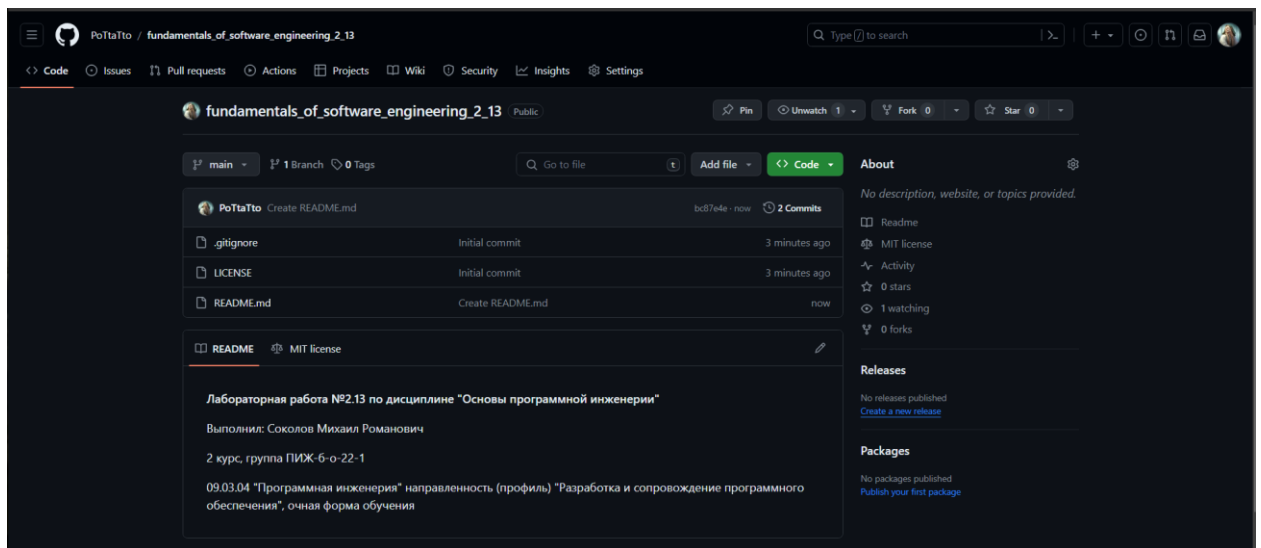 PoTtaTto / fundamentals_of_software_engineering_2_13
Type / to search
Code Issues Pull requests Actions Projects Wiki Security Insights Settings
fundamentals_of_software_engineering_2_13 Public
Pin Unwatch 1 Fork 0 Star 0
main 1 Branch 0 Tags Go to file t Add file Code
PoTtaTto Create README.md bc87e4e · now 2 Commits
.gitignore Initial commit 3 minutes ago
LICENSE Initial commit 3 minutes ago
README.md Create README.md now
README MIT license
Лабораторная работа №2.13 по дисциплине "Основы программной инженерии"
Выполнил: Соколов Михаил Романович
2 курс, группа ПИЖ-б-о-22-1
09.03.04 "Программная инженерия" направленность (профиль) "Разработка и сопровождение программного
обеспечения", очная форма обучения
About
No description, website, or topics provided.
Readme
MIT license
Activity
0 stars
1 watching
0 forks
Releases
No releases published
Create a new release
Packages
No packages published
Publish your first package